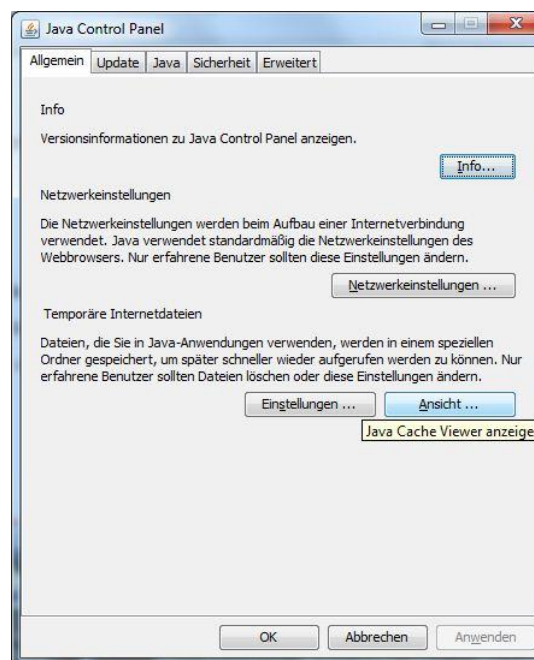 Java Control Panel
Allgemein Update Java Sicherheit Erweitert
Info
Versionsinformationen zu Java Control Panel anzeigen.
Info...
Netzwerkeinstellungen
Die Netzwerkeinstellungen werden beim Aufbau einer Internetverbindung
verwendet. Java verwendet standardmäßig die Netzwerkeinstellungen des
Webbrowsers. Nur erfahrene Benutzer sollten diese Einstellungen ändern.
Netzwerkeinstellungen ...
Temporäre Internetdateien
Dateien, die Sie in Java-Anwendungen verwenden, werden in einem speziellen
Ordner gespeichert, um später schneller wieder aufgerufen werden zu können. Nur
erfahrene Benutzer sollten Dateien löschen oder diese Einstellungen ändern.
Einstellungen ... Ansicht ...
Java Cache Viewer anzeige
OK Abbrechen Anwenden